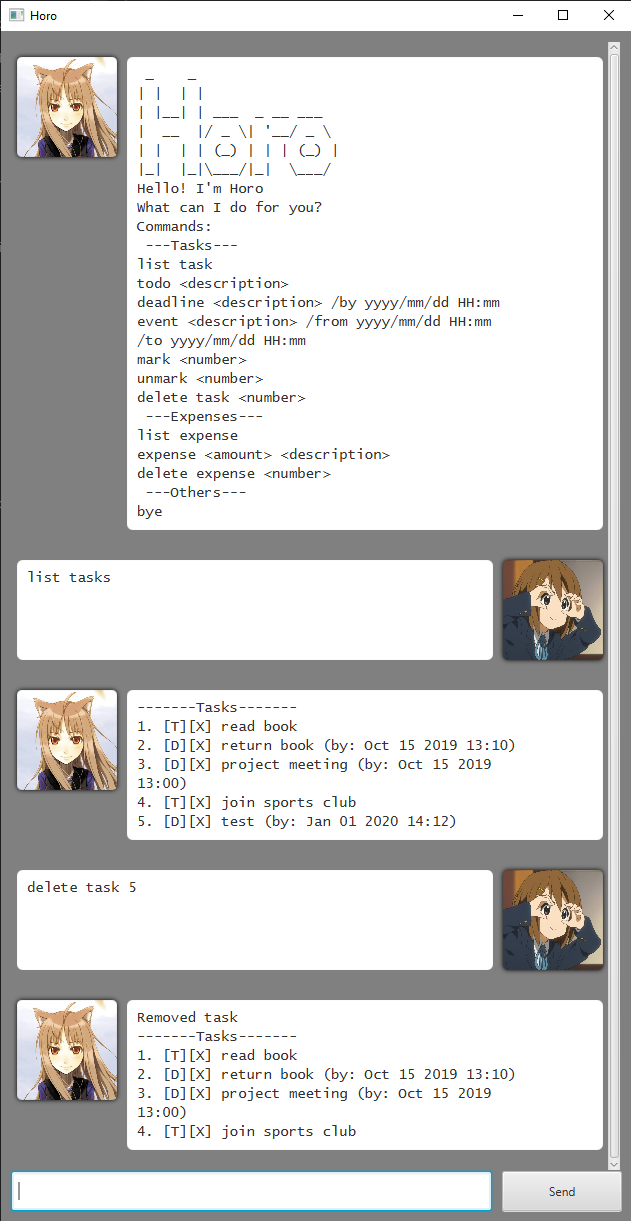 Horo
 _    _
| |  | |
| |__| | ___  _ __ ___
|  __  |/ _ \| '__/ _ \
| |  | | (_) | | | (_) |
|_|  |_|\___/|_|  \___/
Hello! I'm Horo
What can I do for you?
Commands:
 ---Tasks---
list task
todo <description>
deadline <description> /by yyyy/mm/dd HH:mm
event <description> /from yyyy/mm/dd HH:mm
/to yyyy/mm/dd HH:mm
mark <number>
unmark <number>
delete task <number>
 ---Expenses---
list expense
expense <amount> <description>
delete expense <number>
 ---Others---
bye
list tasks
-------Tasks-------
1. [T][X] read book
2. [D][X] return book (by: Oct 15 2019 13:10)
3. [D][X] project meeting (by: Oct 15 2019
13:00)
4. [T][X] join sports club
5. [D][X] test (by: Jan 01 2020 14:12)
delete task 5
Removed task
-------Tasks-------
1. [T][X] read book
2. [D][X] return book (by: Oct 15 2019 13:10)
3. [D][X] project meeting (by: Oct 15 2019
13:00)
4. [T][X] join sports club
Send